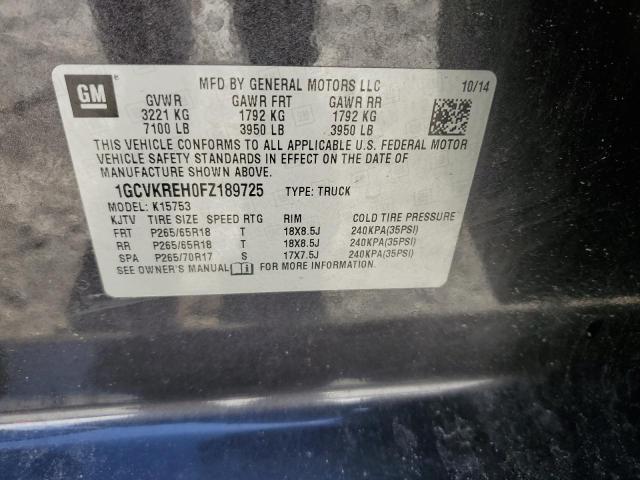 GM
MFD BY GENERAL MOTORS LLC 10/14
GVWR GAWR FRT GAWR RR
3221 KG 1792 KG 1792 KG
7100 LB 3950 LB 3950 LB
THIS VEHICLE CONFORMS TO ALL APPLICABLE U.S. FEDERAL MOTOR
VEHICLE SAFETY STANDARDS IN EFFECT ON THE DATE OF
MANUFACTURE SHOWN ABOVE.
1GCVKREH0FZ189725 TYPE: TRUCK
MODEL: K15753
KJTV TIRE SIZE SPEED RTG RIM COLD TIRE PRESSURE
FRT P265/65R18 T 18X8.5J 240KPA(35PSI)
RR P265/65R18 T 18X8.5J 240KPA(35PSI)
SPA P265/70R17 S 17X7.5J 240KPA(35PSI)
SEE OWNER'S MANUAL FOR MORE INFORMATION.